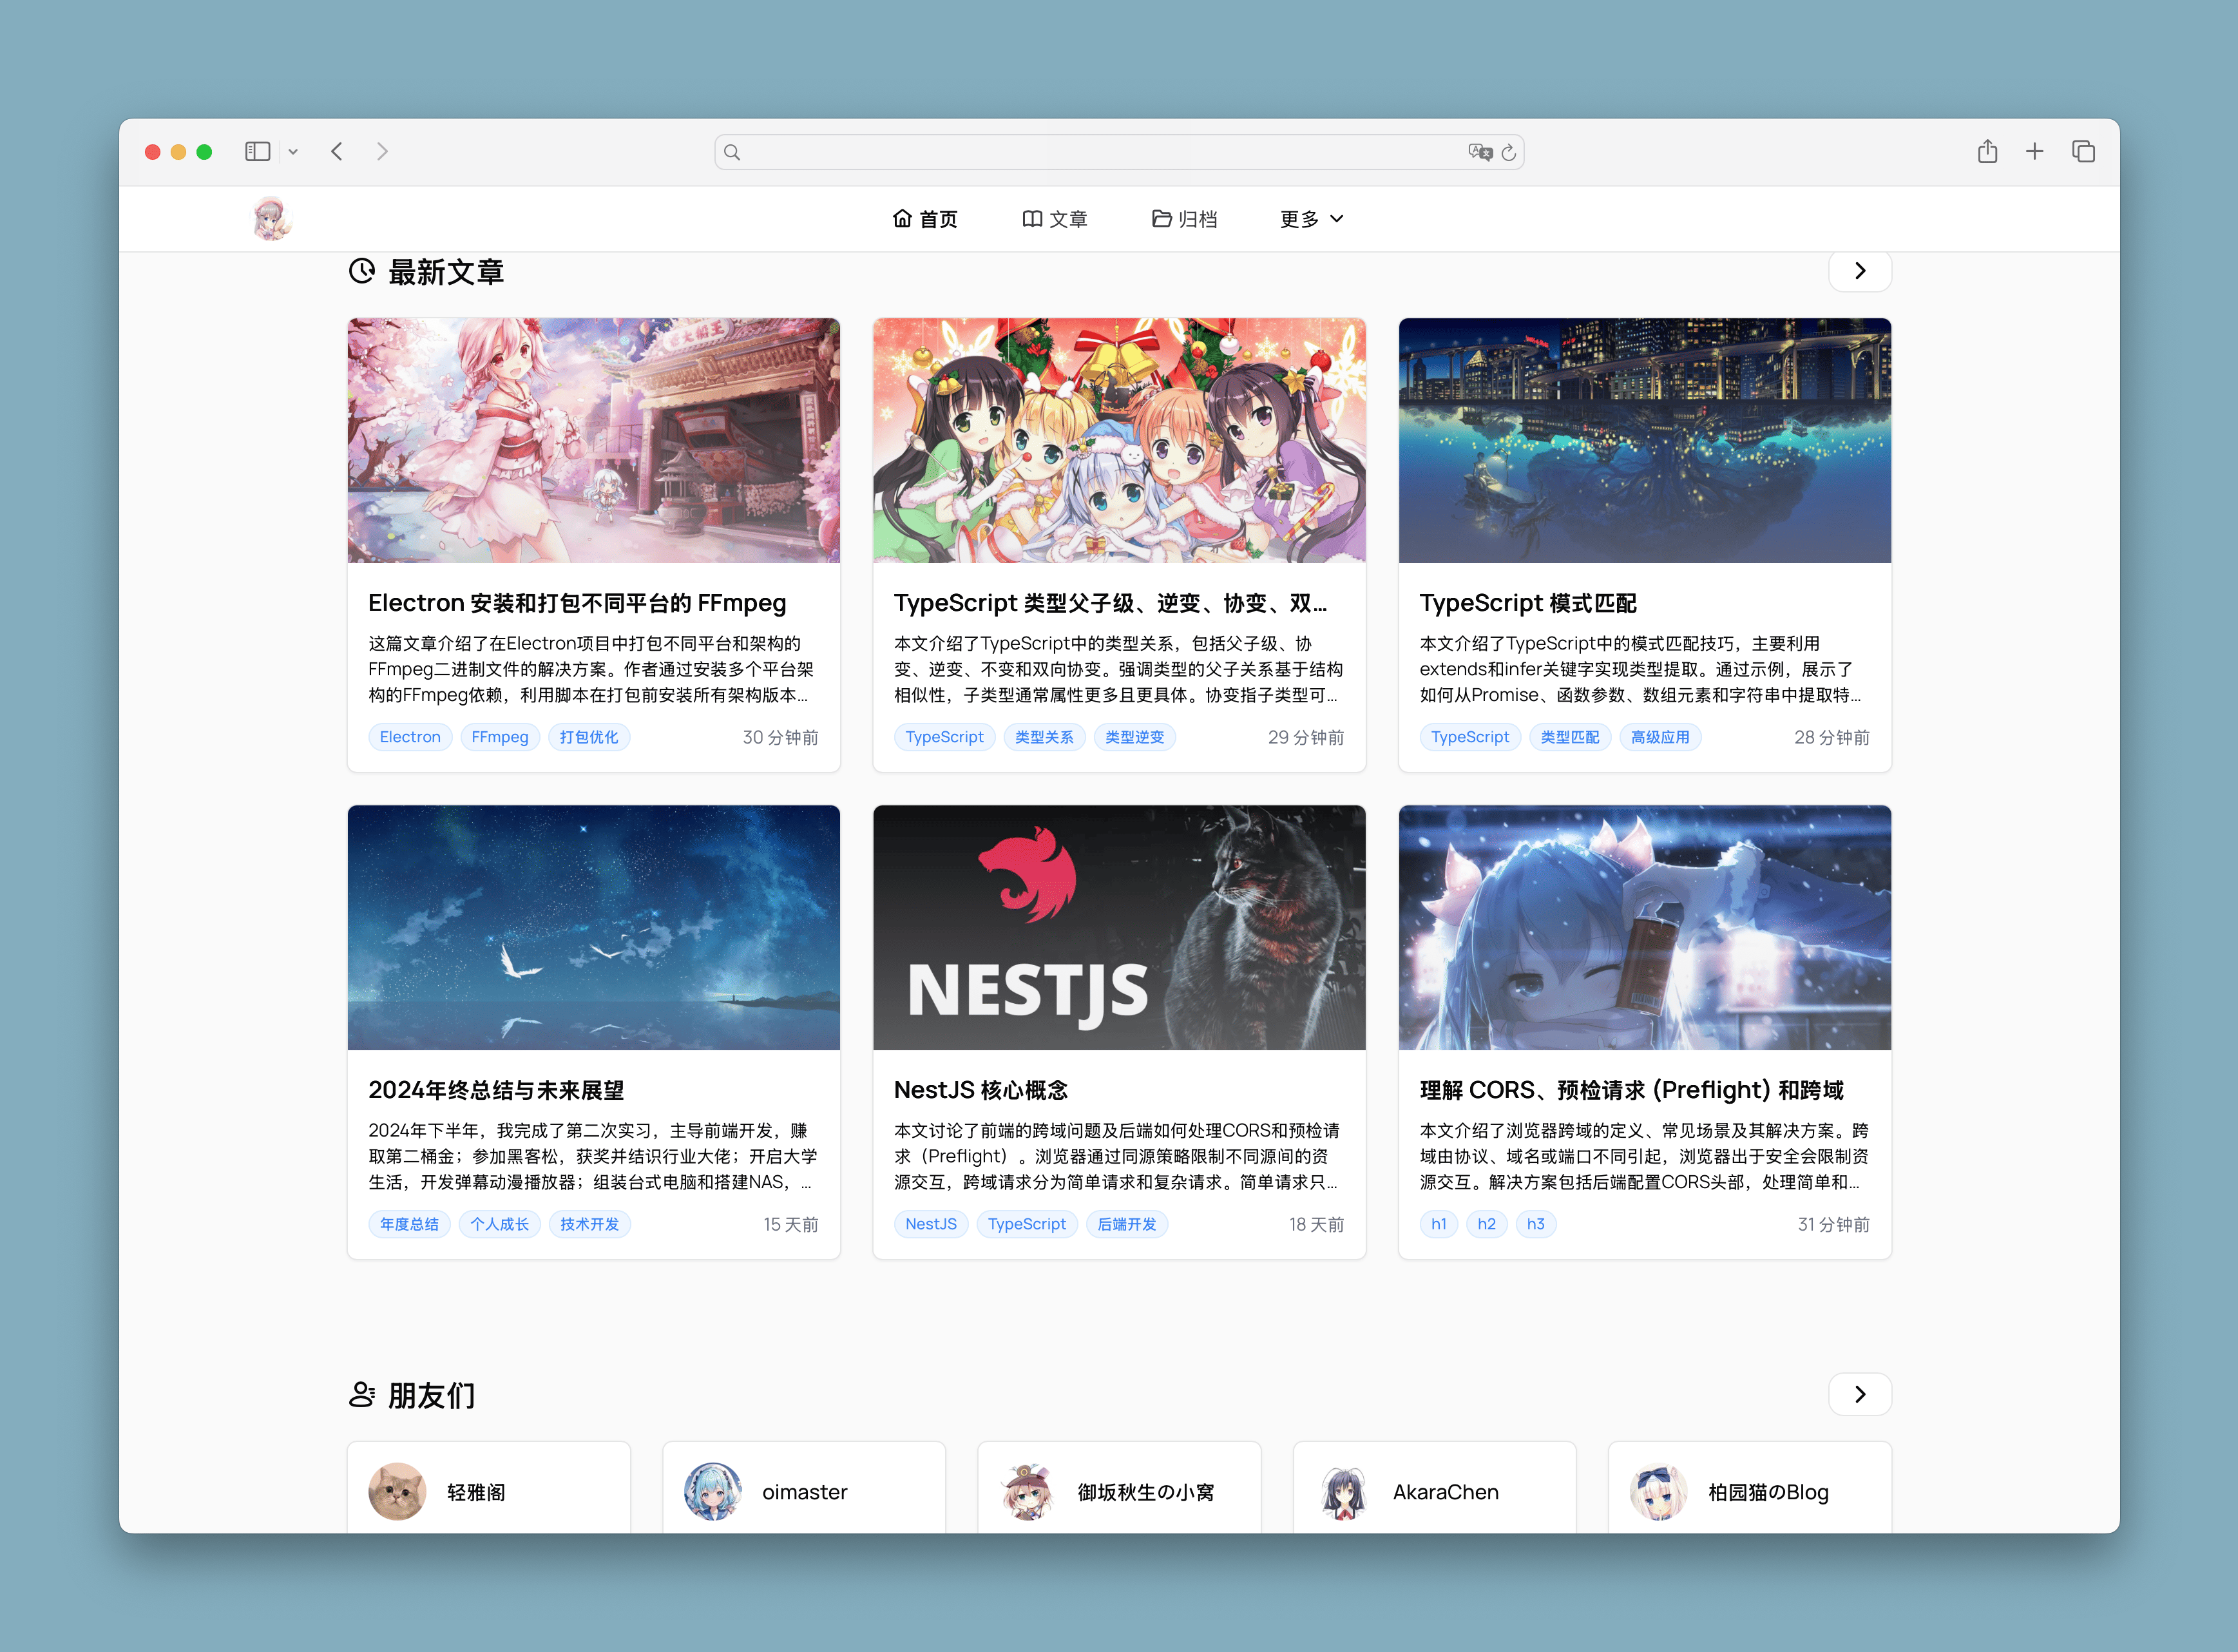 首页
文章
归档
更多
最新文章
Electron 安装和打包不同平台的 FFmpeg
这篇文章介绍了在Electron项目中打包不同平台和架构的
FFmpeg二进制文件的解决方案。作者通过安装多个平台架
构的FFmpeg依赖，利用脚本在打包前安装所有架构版本...
Electron
FFmpeg
打包优化
30 分钟前
TypeScript 类型父子级、逆变、协变、双...
本文介绍了TypeScript中的类型关系，包括父子级、协
变、逆变、不变和双向协变。强调类型的父子关系基于结构
相似性，子类型通常属性更多且更具体。协变指子类型可...
TypeScript
类型关系
类型逆变
29 分钟前
TypeScript 模式匹配
本文介绍了TypeScript中的模式匹配技巧，主要利用
extends和infer关键字实现类型提取。通过示例，展示了
如何从Promise、函数参数、数组元素和字符串中提取特...
TypeScript
类型匹配
高级应用
28 分钟前
2024年终总结与未来展望
2024年下半年，我完成了第二次实习，主导前端开发，赚
取第二桶金；参加黑客松，获奖并结识行业大佬；开启大学
生活，开发弹幕动漫播放器；组装台式电脑和搭建NAS，...
年度总结
个人成长
技术开发
15 天前
NESTJS
NestJS 核心概念
本文讨论了前端的跨域问题及后端如何处理CORS和预检请
求（Preflight）。浏览器通过同源策略限制不同源间的资
源交互，跨域请求分为简单请求和复杂请求。简单请求只...
NestJS
TypeScript
后端开发
18 天前
理解 CORS、预检请求 (Preflight) 和跨域
本文介绍了浏览器跨域的定义、常见场景及其解决方案。跨
域由协议、域名或端口不同引起，浏览器出于安全会限制资
源交互。解决方案包括后端配置CORS头部，处理简单和...
h1
h2
h3
31 分钟前
朋友们
轻雅阁
oimaster
御坂秋生の小窝
AkaraChen
柏园猫のBlog